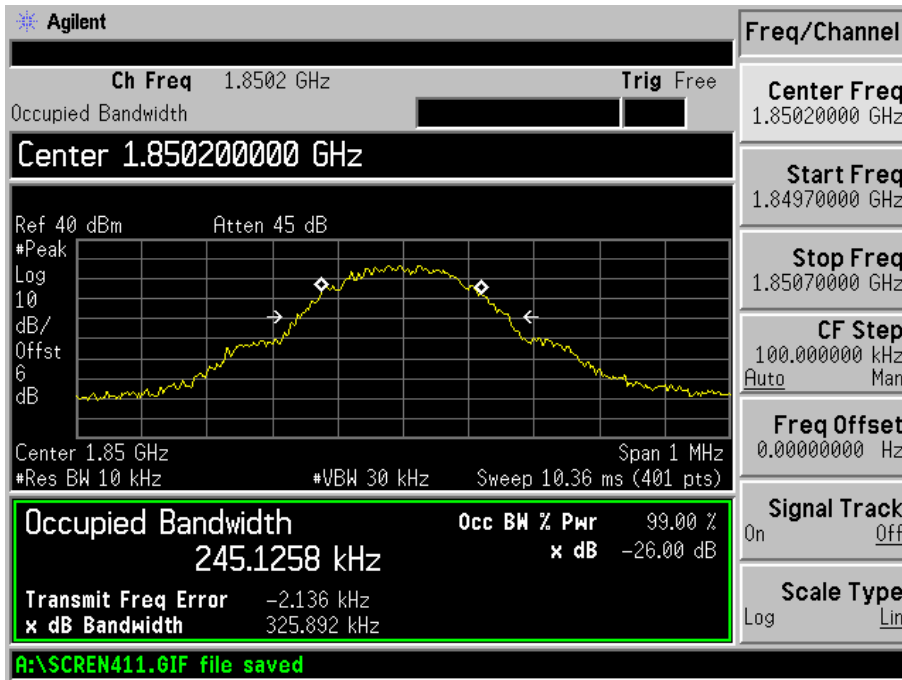 Agilent
Freq/Channel
Ch Freq 1.8502 GHz Trig Free
Occupied Bandwidth
Center 1.850200000 GHz
Ref 40 dBm Atten 45 dB
#Peak
Log
10
dB/
Offst
6
dB
Center 1.85 GHz Span 1 MHz
#Res BW 10 kHz #VBW 30 kHz Sweep 10.36 ms (401 pts)
Occupied Bandwidth Occ BW % Pwr 99.00 %
245.1258 kHz x dB -26.00 dB
Transmit Freq Error -2.136 kHz
x dB Bandwidth 325.892 kHz
A:\SCREN411.GIF file saved
Center Freq
1.85020000 GHz
Start Freq
1.84970000 GHz
Stop Freq
1.85070000 GHz
CF Step
100.000000 kHz
Auto Man
Freq Offset
0.00000000 Hz
Signal Track
On Off
Scale Type
Log Lin